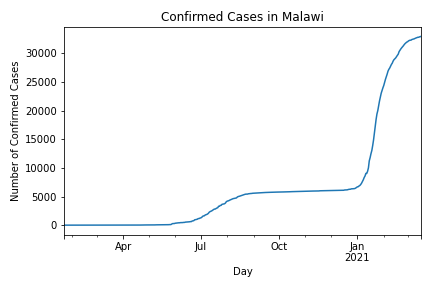 Confirmed Cases in Malawi
Number of Confirmed Cases
30000
25000
20000
15000
10000
5000
0
Apr
Jul
Oct
Jan
2021
Day